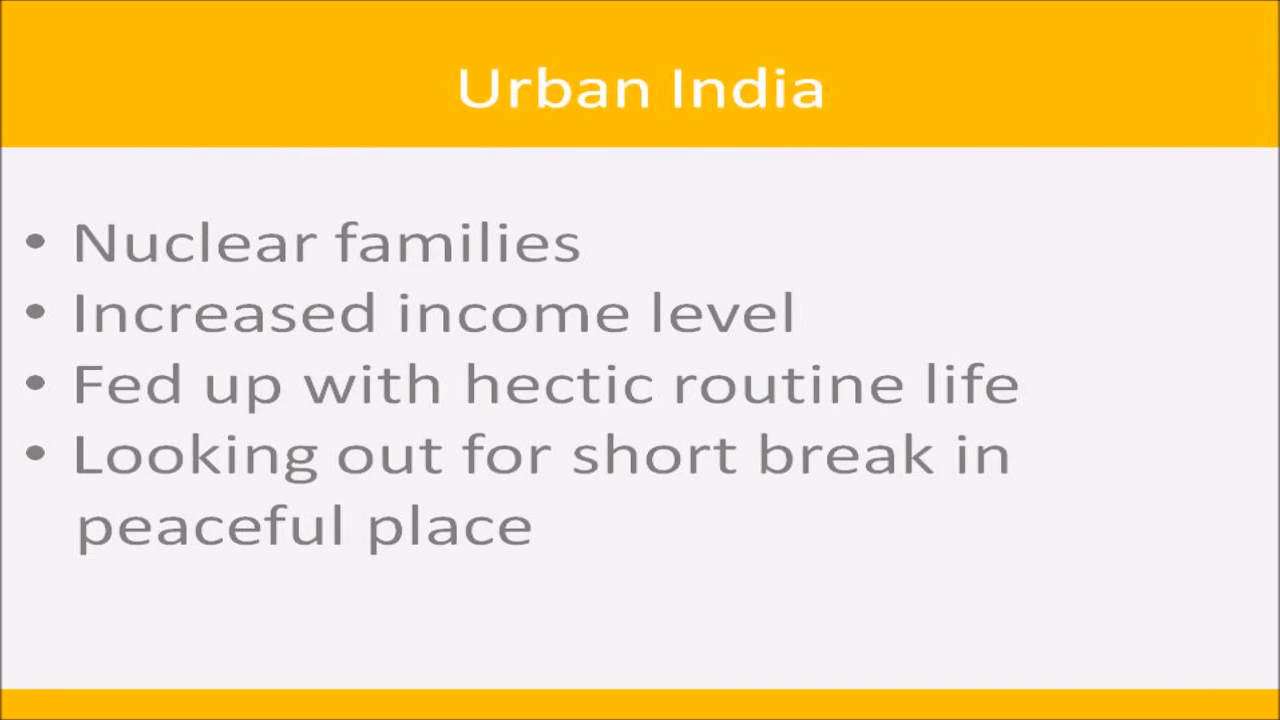 Urban India
• Nuclear families
• Increased income level
• Fed up with hectic routine life
• Looking out for short break in
peaceful place